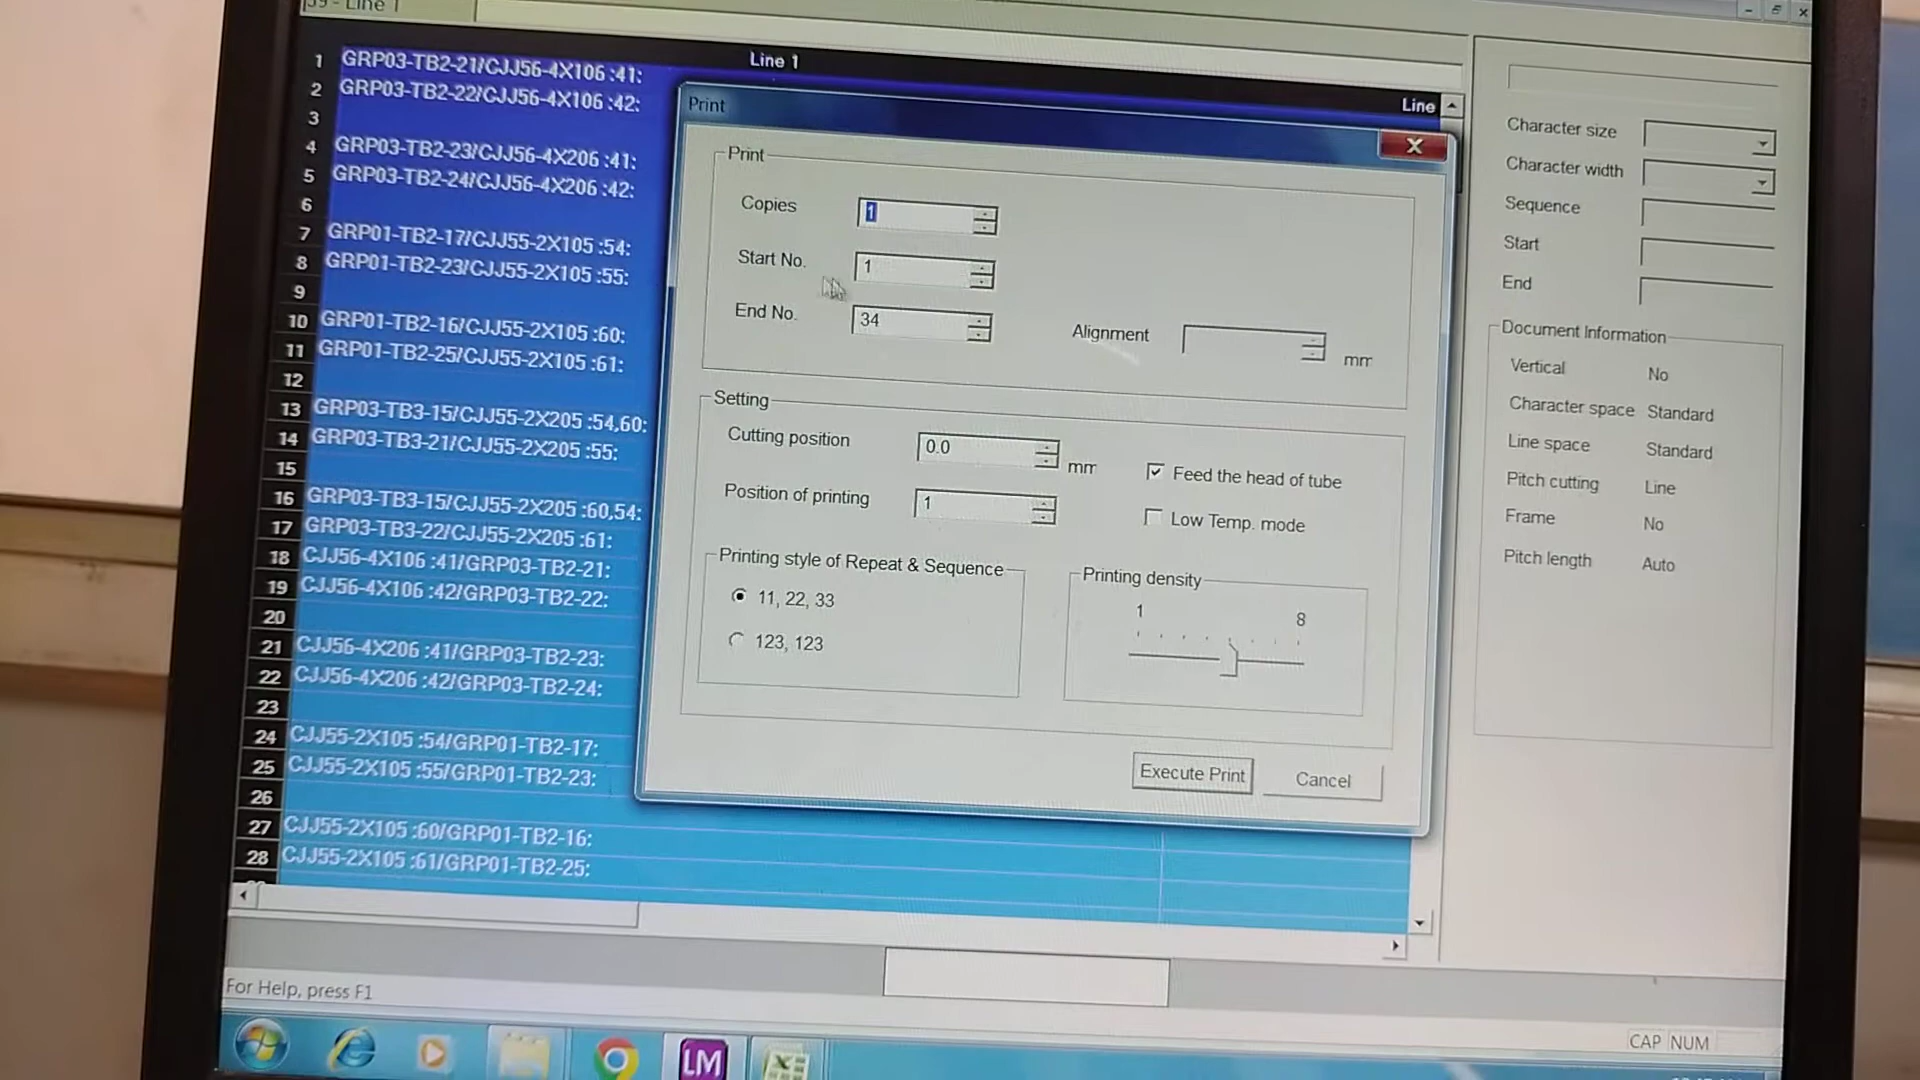 Line 1
1 GRP03-TB2-21/CJJ56-4X106 :41:
2 GRP03-TB2-22/CJJ56-4X106 :42:
3
4 GRP03-TB2-23/CJJ56-4X206 :41:
5 GRP03-TB2-24/CJJ56-4X206 :42:
6
7 GRP01-TB2-17/CJJ55-2X105 :54:
8 GRP01-TB2-23/CJJ55-2X105 :55:
9
10 GRP01-TB2-16/CJJ55-2X105 :60:
11 GRP01-TB2-25/CJJ55-2X105 :61:
12
13 GRP03-TB3-15/CJJ55-2X205 :54,60:
14 GRP03-TB3-21/CJJ55-2X205 :55:
15
16 GRP03-TB3-15/CJJ55-2X205 :60,54:
17 GRP03-TB3-22/CJJ55-2X205 :61:
18 CJJ56-4X106 :41/GRP03-TB2-21:
19 CJJ56-4X106 :42/GRP03-TB2-22:
20
21 CJJ56-4X206 :41/GRP03-TB2-23:
22 CJJ56-4X206 :42/GRP03-TB2-24:
23
24 CJJ55-2X105 :54/GRP01-TB2-17:
25 CJJ55-2X105 :55/GRP01-TB2-23:
26
27 CJJ55-2X105 :60/GRP01-TB2-16:
28 CJJ55-2X105 :61/GRP01-TB2-25:
Line
Print
X
Print
Copies 1
Start No. 1
End No. 34
Alignment mm
Setting
Cutting position 0.0 mm
Position of printing 1
Feed the head of tube
Low Temp. mode
Printing style of Repeat & Sequence
11, 22, 33
123, 123
Printing density
1 8
Execute Print Cancel
Character size
Character width
Sequence
Start
End
Document Information
Vertical No
Character space Standard
Line space Standard
Pitch cutting Line
Frame No
Pitch length Auto
For Help, press F1
CAP NUM
LM